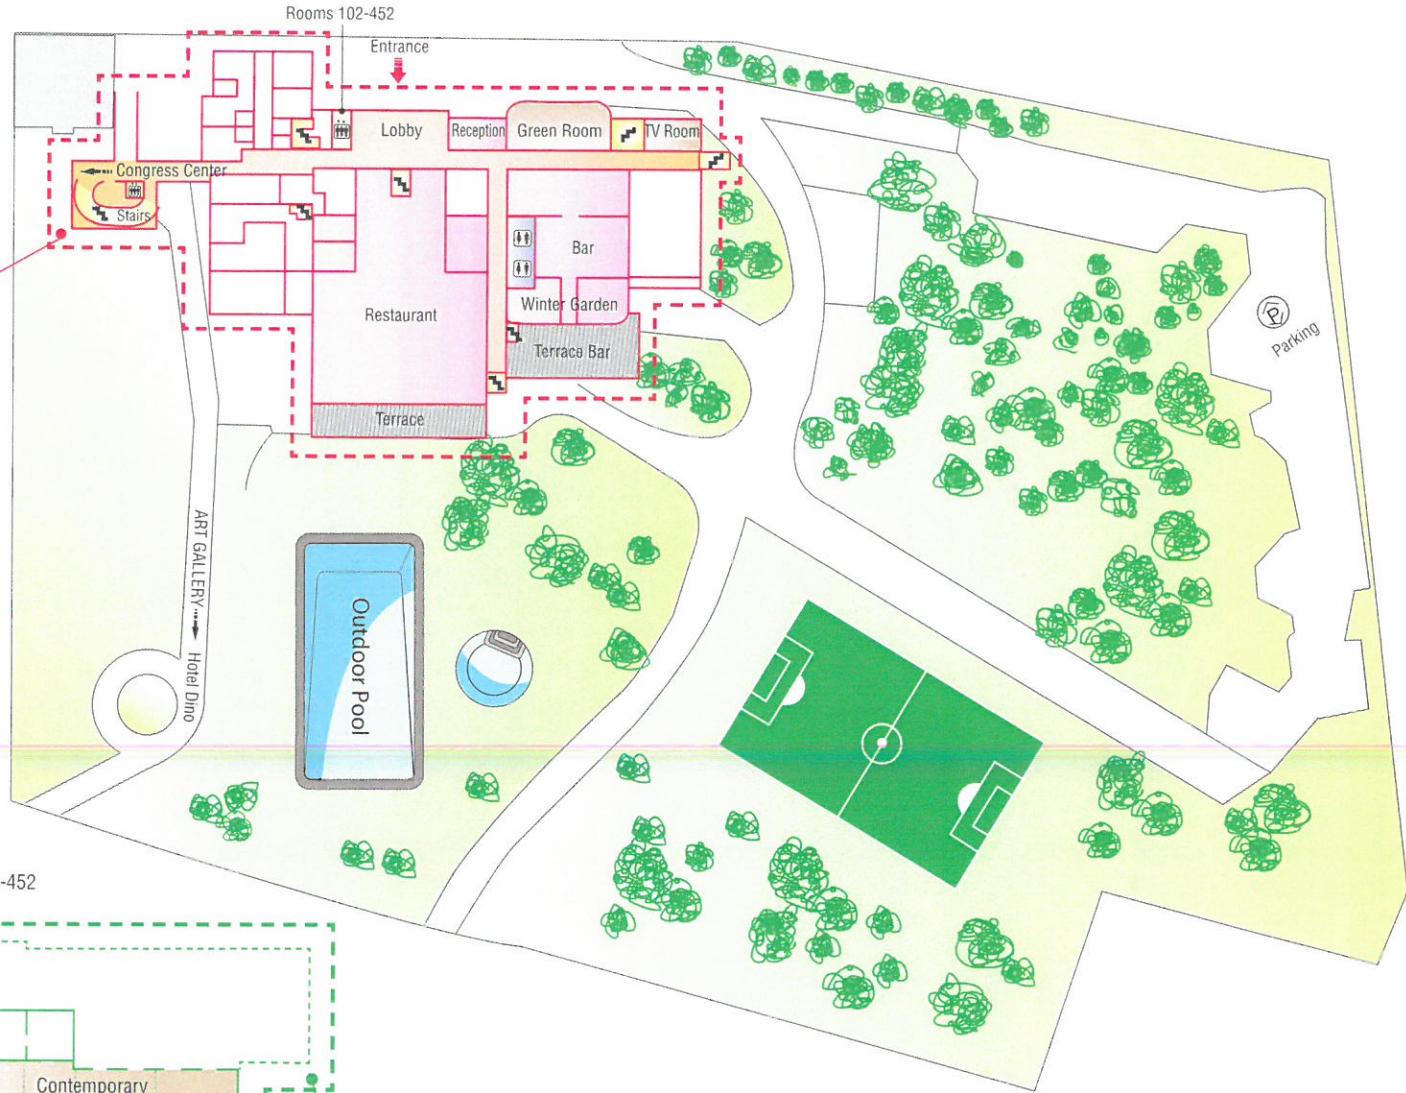 Rooms 102-452
Entrance
Lobby
Reception
Green Room
TV Room
Congress Center
Stairs
Bar
Restaurant
Winter Garden
Terrace Bar
Terrace
P
Parking
ART GALLERY
Hotel Dino
Outdoor Pool
-452
Contemporary